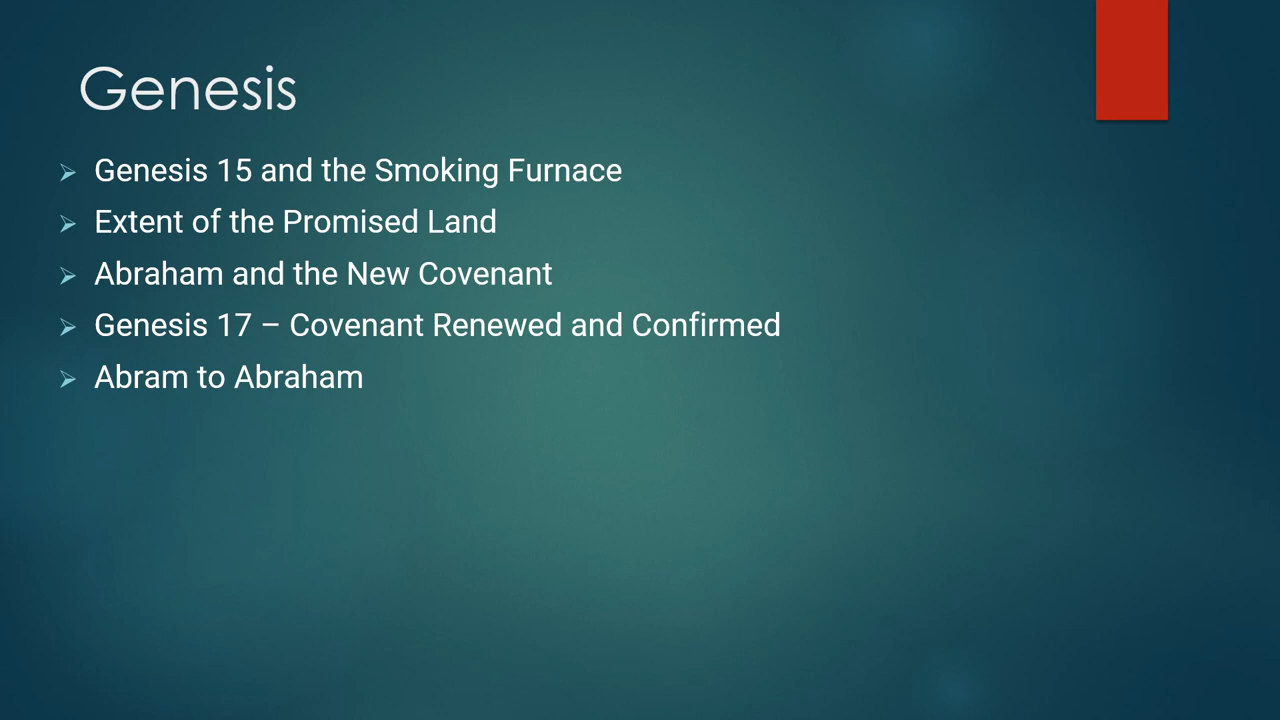 Genesis
Genesis 15 and the Smoking Furnace
Extent of the Promised Land
Abraham and the New Covenant
Genesis 17 – Covenant Renewed and Confirmed
Abram to Abraham